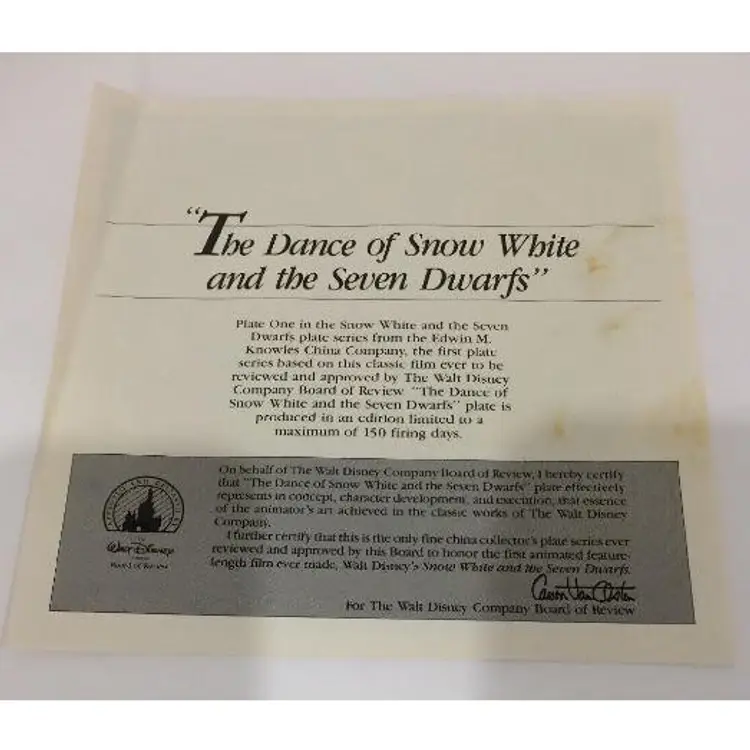 "The Dance of Snow White
and the Seven Dwarfs"
Plate One in the Snow White and the Seven
Dwarfs plate series from the Edwin M.
Knowles China Company, the first plate
series based on this classic film ever to be
reviewed and approved by The Walt Disney
Company Board of Review "The Dance of
Snow White and the Seven Dwarfs" plate is
produced in an edition limited to a
maximum of 150 firing days.
On behalf of The Walt Disney Company Board of Review, I hereby certify
that "The Dance of Snow White and the Seven Dwarfs" plate effectively
represents in concept, character development, and execution, that essence
of the animator's art achieved in the classic works of The Walt Disney
Company.
I further certify that this is the only fine china collector's plate series ever
reviewed and approved by this Board to honor the first animated feature-
length film ever made, Walt Disney's Snow White and the Seven Dwarfs.
For The Walt Disney Company Board of Review
Walt Disney
Board of Review